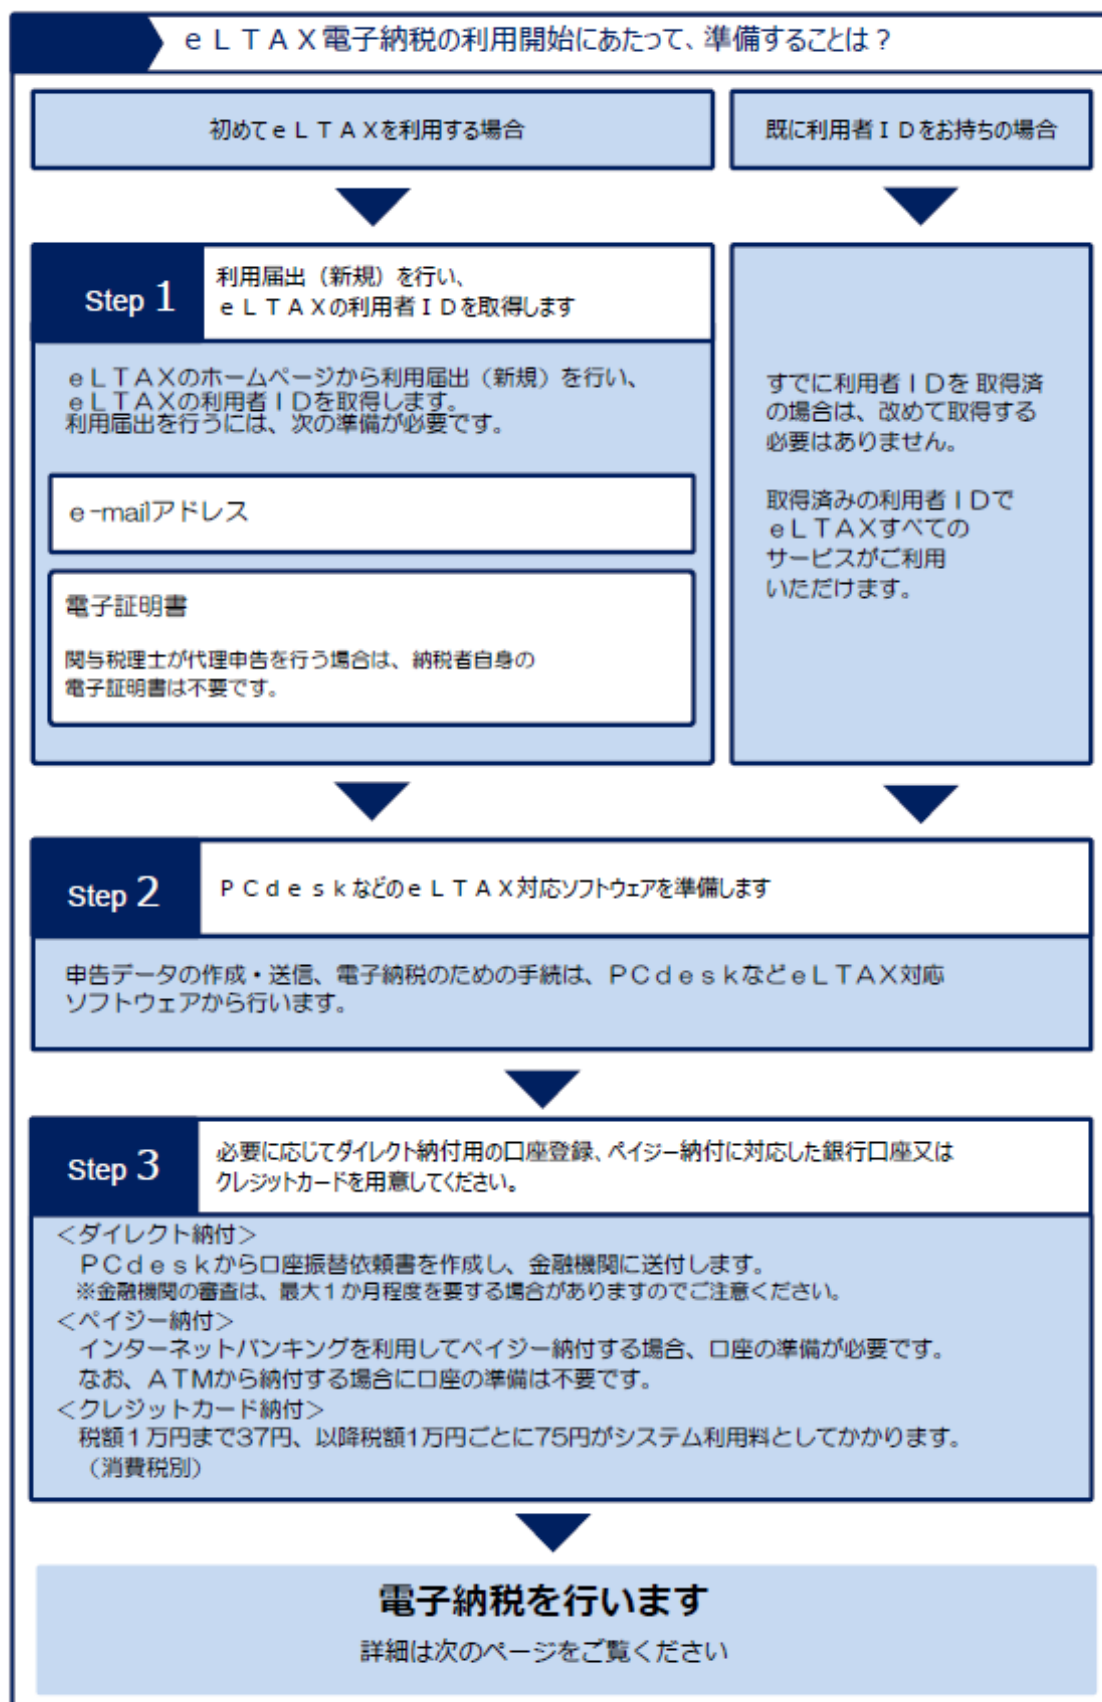 ｅＬＴＡＸ電子納税の利用開始にあたって、準備することは？
初めてｅＬＴＡＸを利用する場合
既に利用者ＩＤをお持ちの場合
Step 1
利用届出（新規）を行い、
ｅＬＴＡＸの利用者ＩＤを取得します
ｅＬＴＡＸのホームページから利用届出（新規）を行い、
ｅＬＴＡＸの利用者ＩＤを取得します。
利用届出を行うには、次の準備が必要です。
ｅ-mailアドレス
電子証明書
関与税理士が代理申告を行う場合は、納税者自身の
電子証明書は不要です。
すでに利用者ＩＤを 取得済
の場合は、改めて取得する
必要はありません。
取得済みの利用者ＩＤで
ｅＬＴＡＸすべての
サービスがご利用
いただけます。
Step 2
ＰＣｄｅｓｋなどのｅＬＴＡＸ対応ソフトウェアを準備します
申告データの作成・送信、電子納税のための手続は、ＰＣｄｅｓｋなどｅＬＴＡＸ対応
ソフトウェアから行います。
Step 3
必要に応じてダイレクト納付用の口座登録、ペイジー納付に対応した銀行口座又は
クレジットカードを用意してください。
＜ダイレクト納付＞
ＰＣｄｅｓｋから口座振替依頼書を作成し、金融機関に送付します。
※金融機関の審査は、最大１か月程度を要する場合がありますのでご注意ください。
＜ペイジー納付＞
インターネットバンキングを利用してペイジー納付する場合、口座の準備が必要です。
なお、ＡＴＭから納付する場合に口座の準備は不要です。
＜クレジットカード納付＞
税額１万円まで37円、以降税額1万円ごとに75円がシステム利用料としてかかります。
（消費税別）
電子納税を行います
詳細は次のページをご覧ください